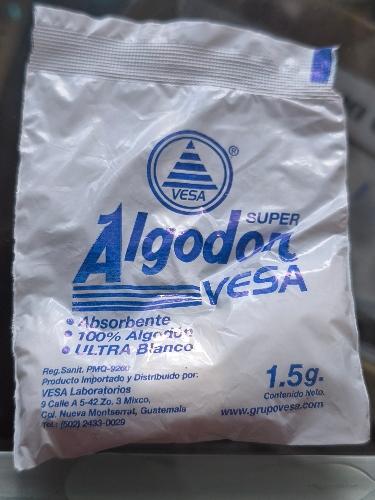 VESA
®
SUPER
Algodon
VESA
• Absorbente
• 100% Algodón
• ULTRA Blanco
Reg.Sanit. PMQ-9260
Producto Importado y Distribuido por:
VESA Laboratorios
9 Calle A 5-42 Zo. 3 Mixco,
Col. Nueva Monserrat, Guatemala
Tel.: (502) 2433-0029
1.5g.
Contenido Neto.
www.grupovesa.com